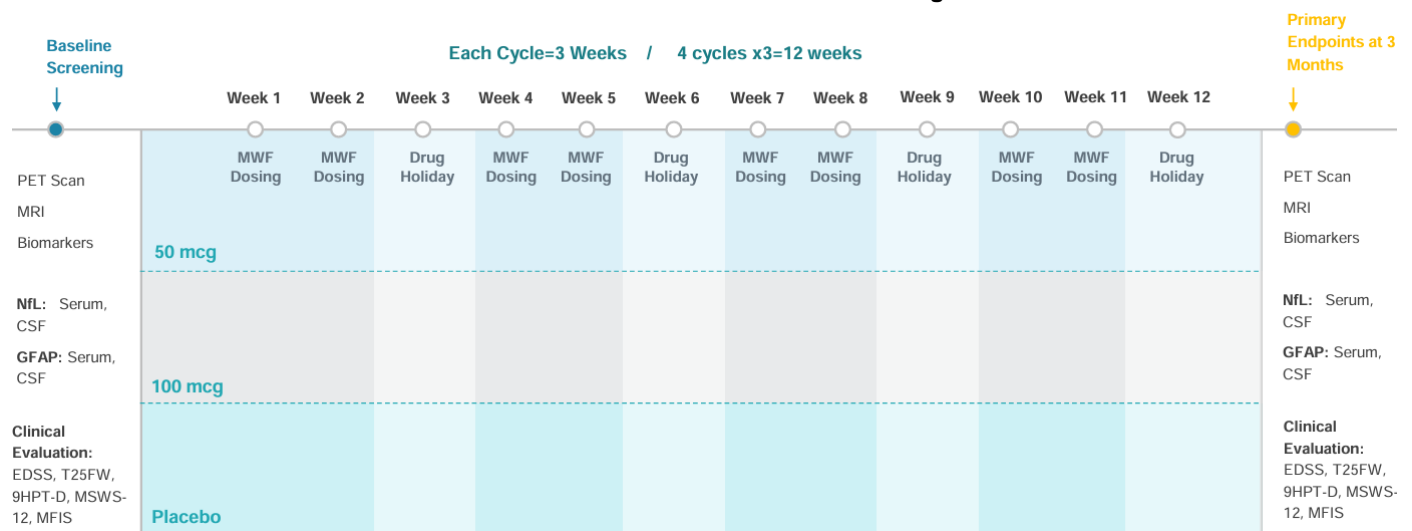 Baseline
Screening
Each Cycle=3 Weeks / 4 cycles x3=12 weeks
Primary
Endpoints at 3
Months
Week 1 Week 2 Week 3 Week 4 Week 5 Week 6 Week 7 Week 8 Week 9 Week 10 Week 11 Week 12
MWF MWF Drug MWF MWF Drug MWF MWF Drug MWF MWF Drug
Dosing Dosing Holiday Dosing Dosing Holiday Dosing Dosing Holiday Dosing Dosing Holiday
PET Scan
MRI
Biomarkers
NfL: Serum,
CSF
GFAP: Serum,
CSF
Clinical
Evaluation:
EDSS, T25FW,
9HPT-D, MSWS-
12, MFIS
50 mcg
100 mcg
Placebo
PET Scan
MRI
Biomarkers
NfL: Serum,
CSF
GFAP: Serum,
CSF
Clinical
Evaluation:
EDSS, T25FW,
9HPT-D, MSWS-
12, MFIS